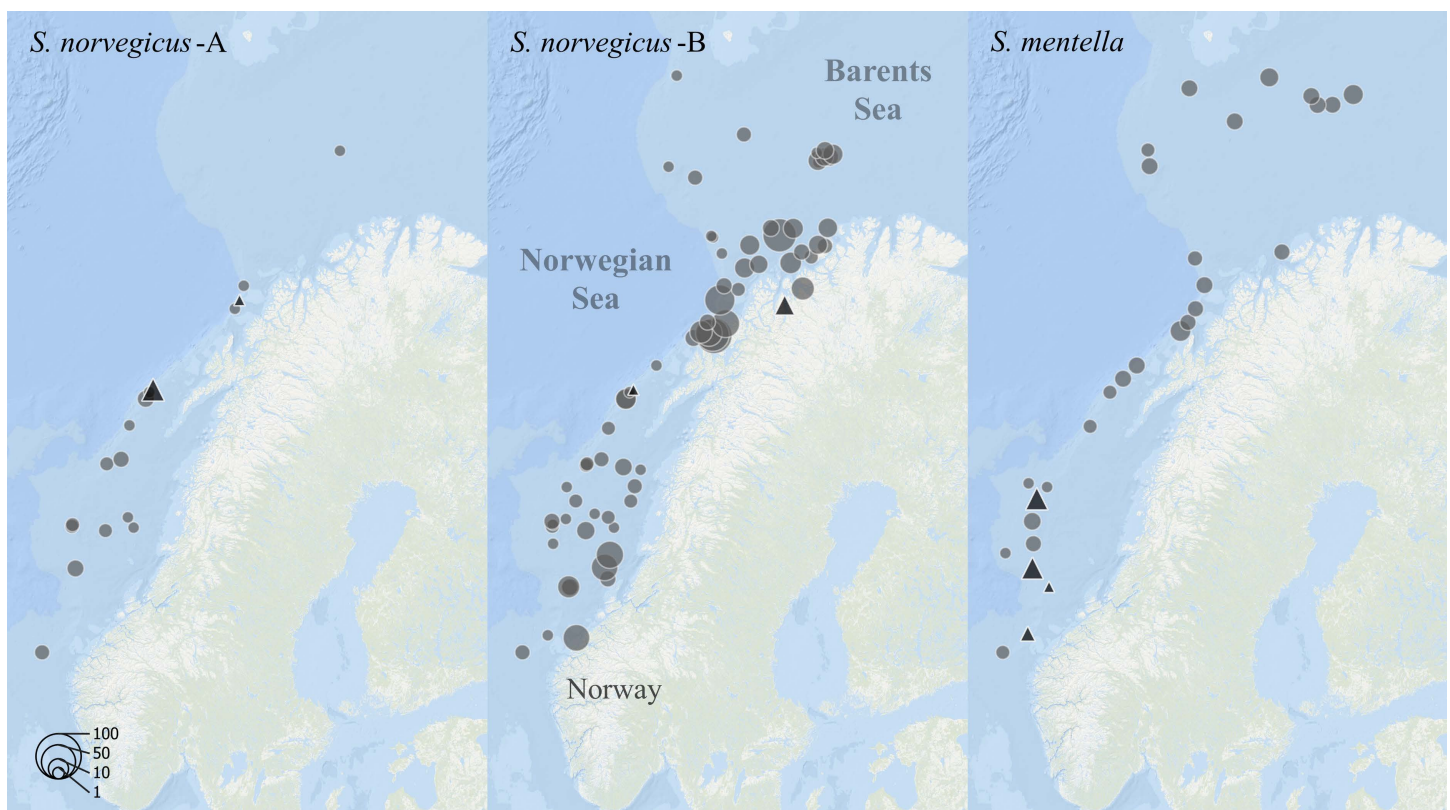 S. norvegicus -A
S. norvegicus -B
S. mentella
Barents
Sea
Norwegian
Sea
Norway
100
50
10
1